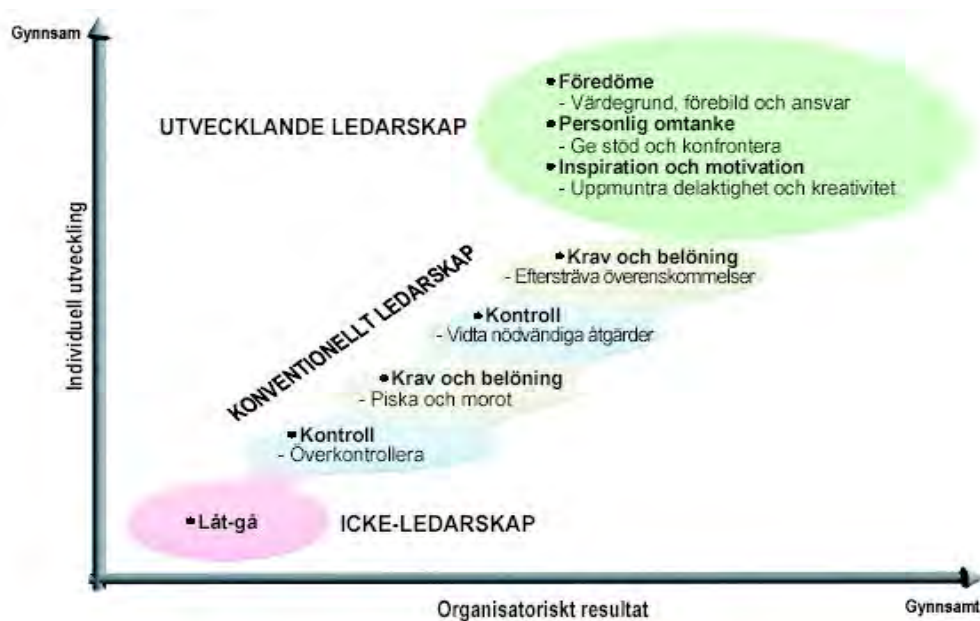 Gynnsam
• Föredöme
- Värdegrund, förebild och ansvar
UTVECKLANDE LEDARSKAP
• Personlig omtanke
- Ge stöd och konfrontera
• Inspiration och motivation
- Uppmuntra delaktighet och kreativitet
Individuell utveckling
KONVENTIONELLT LEDARSKAP
• Krav och belöning
- Eftersträva överenskommelser
• Kontroll
- Vidta nödvändiga åtgärder
• Krav och belöning
- Piska och morot
• Kontroll
- Överkontrollera
• Låt-gå
ICKE-LEDARSKAP
Organisatoriskt resultat
Gynnsamt